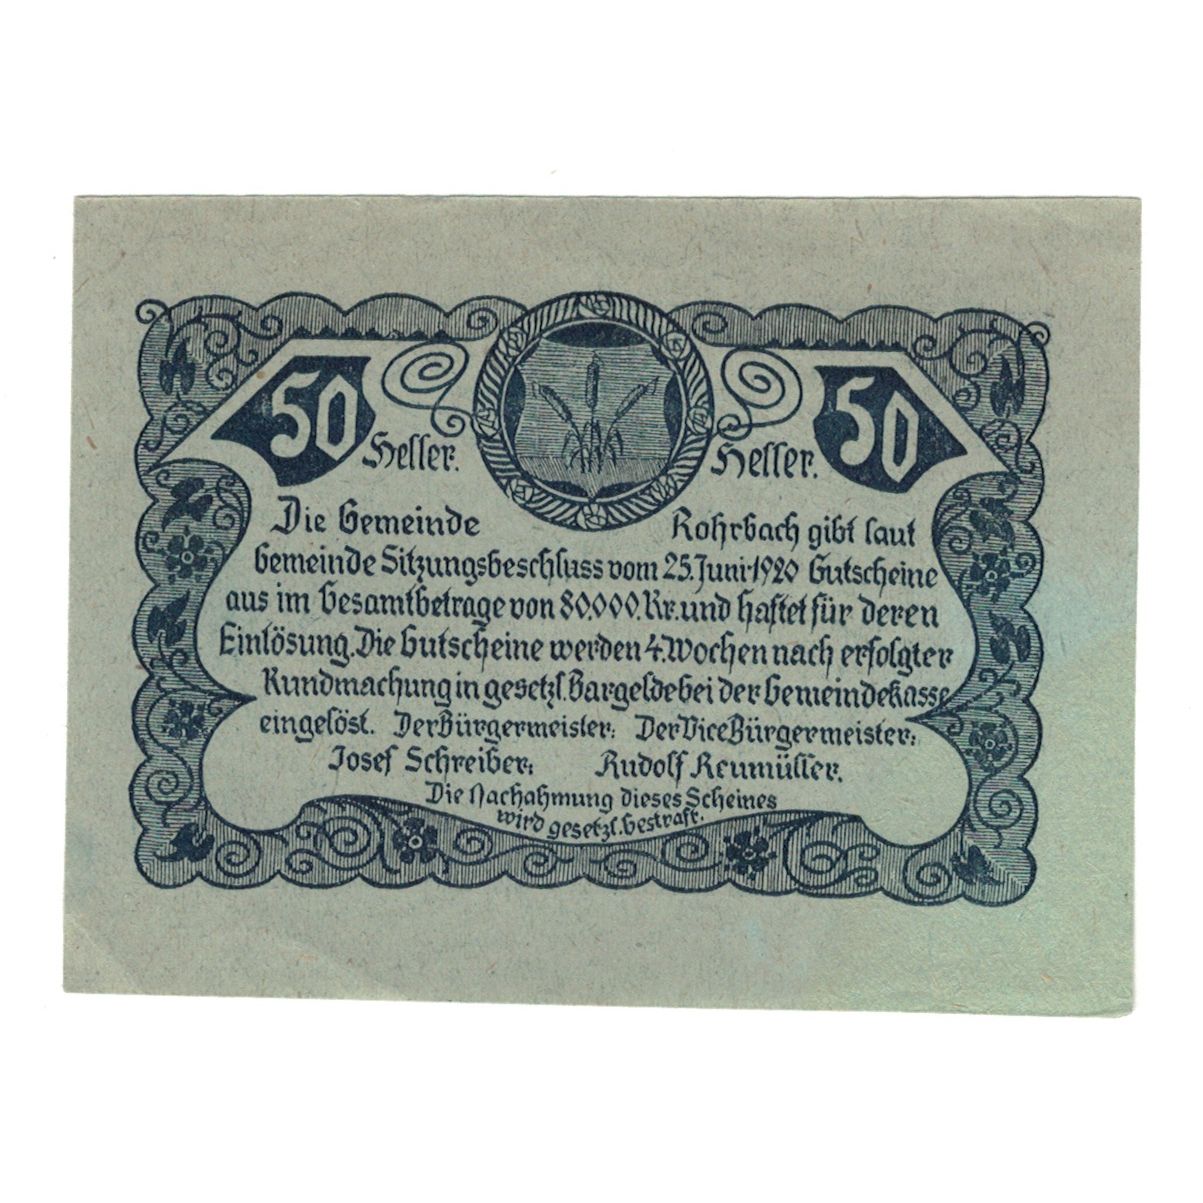 50 Heller. 50 Heller.
Die Gemeinde Rohrbach gibt laut
Gemeinde Sitzungsbeschluss vom 25. Juni 1920 Gutscheine
aus im Gesamtbetrage von 80.000. Kr. und haftet für deren
Einlösung. Die Gutscheine werden 4. Wochen nach erfolgter
Kundmachung in gesetzl. Bargelde bei der Gemeindekasse
eingelöst. Der Bürgermeister: Der Vice Bürgermeister:
Josef Schreiber: Rudolf Reumüller.
Die Nachahmung dieses Scheines
wird gesetzl. bestraft.